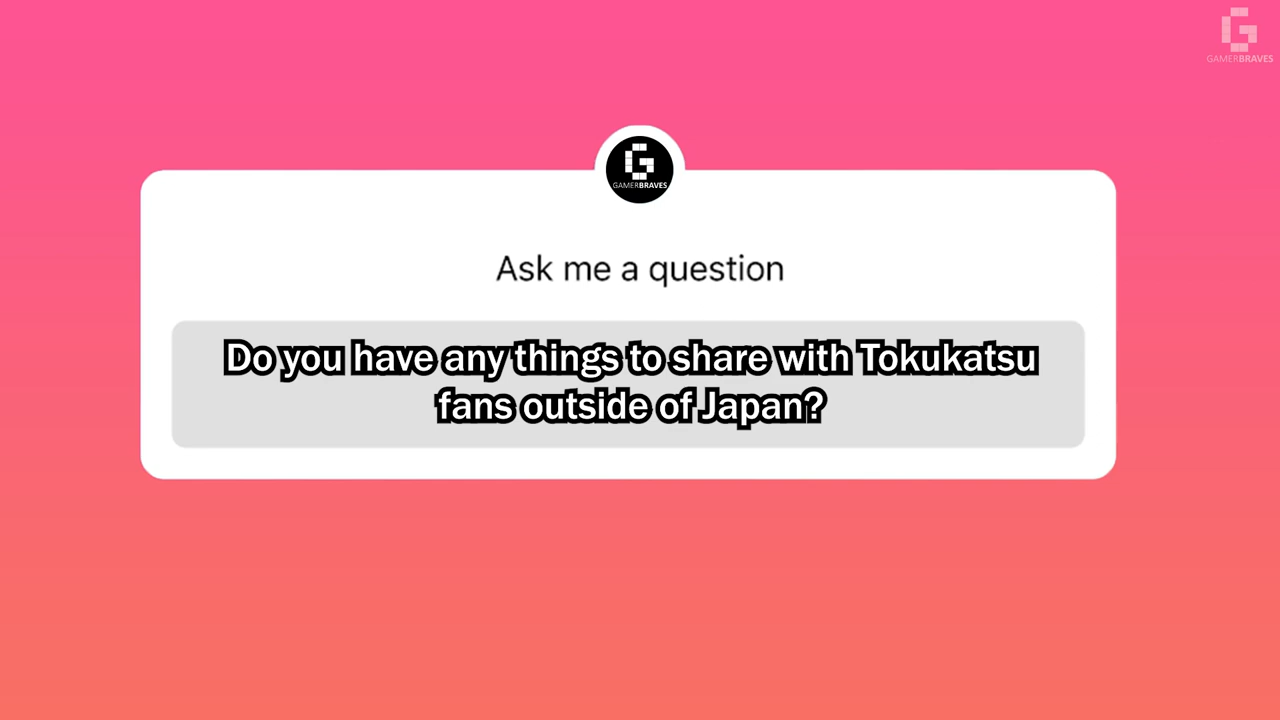 GAMERBRAVES
GAMERBRAVES
Ask me a question
Do you have any things to share with Tokukatsu
fans outside of Japan?